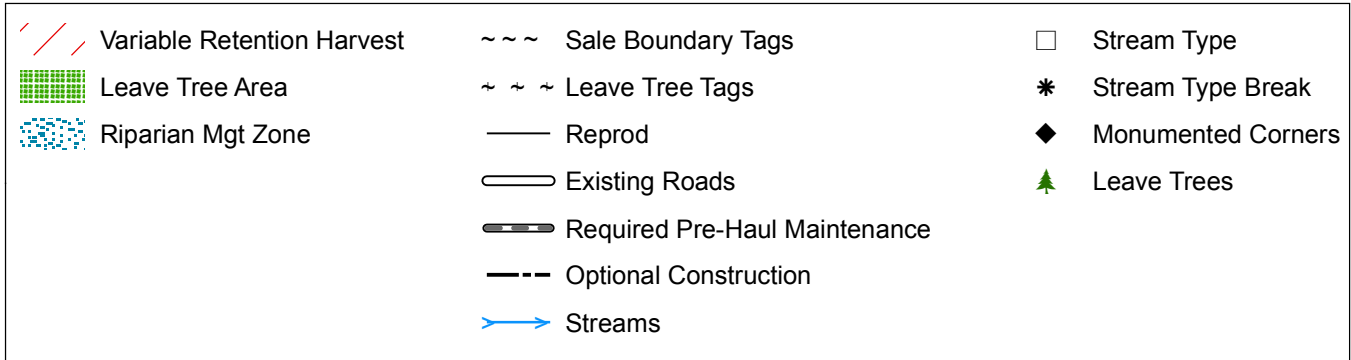 Variable Retention Harvest
Leave Tree Area
Riparian Mgt Zone
Sale Boundary Tags
Leave Tree Tags
Reprod
Existing Roads
Required Pre-Haul Maintenance
Optional Construction
Streams
Stream Type
Stream Type Break
Monumented Corners
Leave Trees